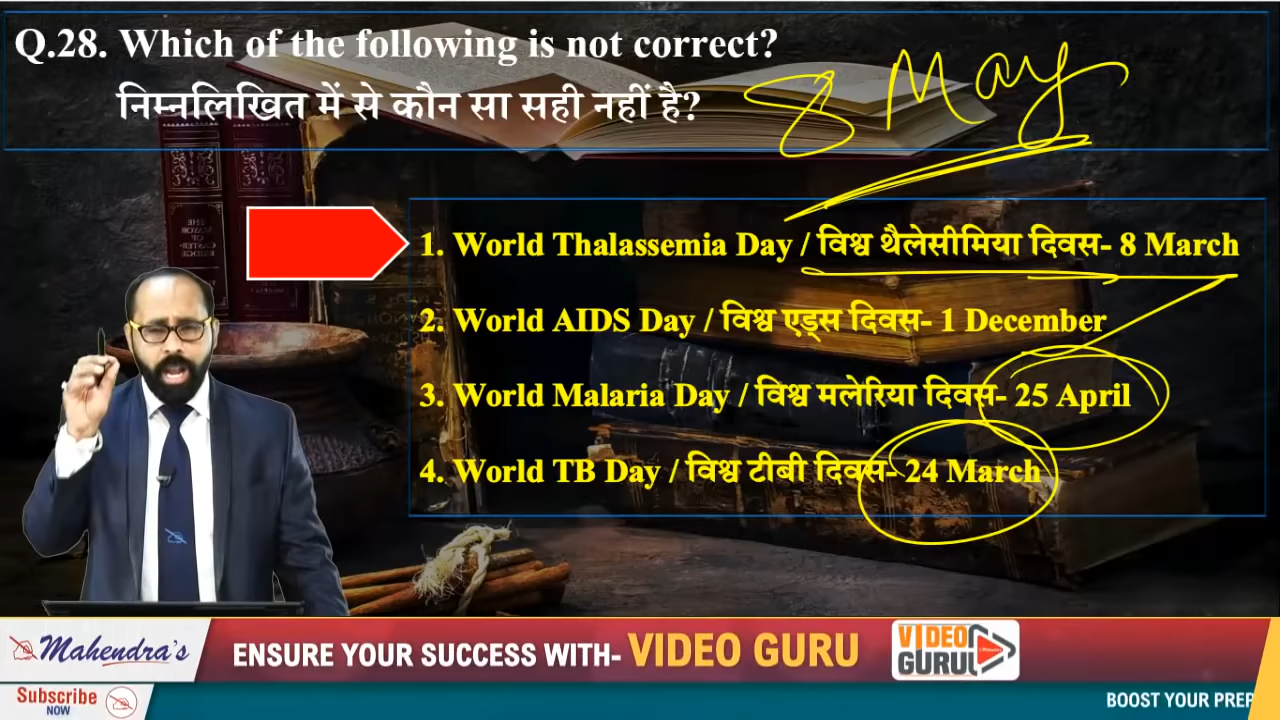 Q.28. Which of the following is not correct?
निम्नलिखित में से कौन सा सही नहीं है?
8 May
1. World Thalassemia Day / विश्व थैलेसीमिया दिवस- 8 March
2. World AIDS Day / विश्व एड्स दिवस- 1 December
3. World Malaria Day / विश्व मलेरिया दिवस- 25 April
4. World TB Day / विश्व टीबी दिवस- 24 March
Mahendra's
ENSURE YOUR SUCCESS WITH- VIDEO GURU
VIDEO
GURU
Subscribe
NOW
BOOST YOUR PREP